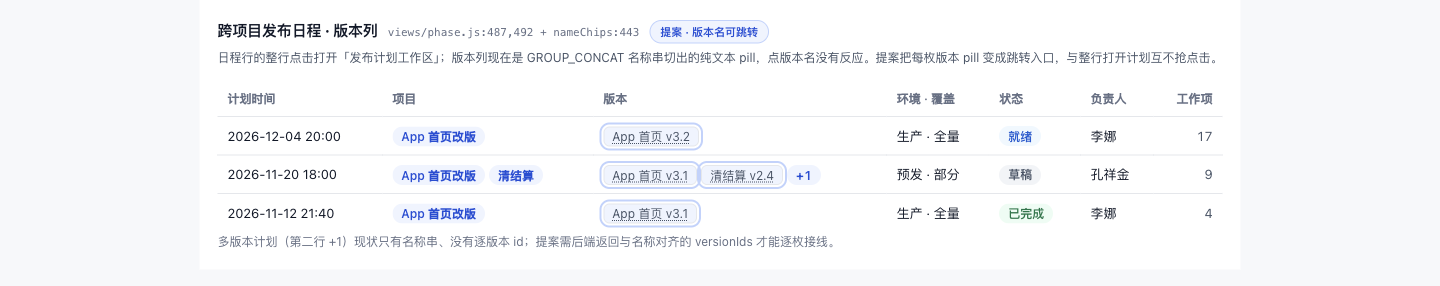 跨项目发布日程 · 版本列 views/phase.js:487,492 + nameChips:443 提案 · 版本名可跳转
日程行的整行点击打开「发布计划工作区」；版本列现在是 GROUP_CONCAT 名称串切出的纯文本 pill，点版本名没有反应。提案把每枚版本 pill 变成跳转入口，与整行打开计划互不抢点击。
计划时间 项目 版本 环境 · 覆盖 状态 负责人 工作项
2026-12-04 20:00 App 首页改版 App 首页 v3.2 生产 · 全量 就绪 李娜 17
2026-11-20 18:00 App 首页改版 清结算 App 首页 v3.1 清结算 v2.4 +1 预发 · 部分 草稿 孔祥金 9
2026-11-12 21:40 App 首页改版 App 首页 v3.1 生产 · 全量 已完成 李娜 4
多版本计划（第二行 +1）现状只有名称串、没有逐版本 id；提案需后端返回与名称对齐的 versionIds 才能逐枚接线。